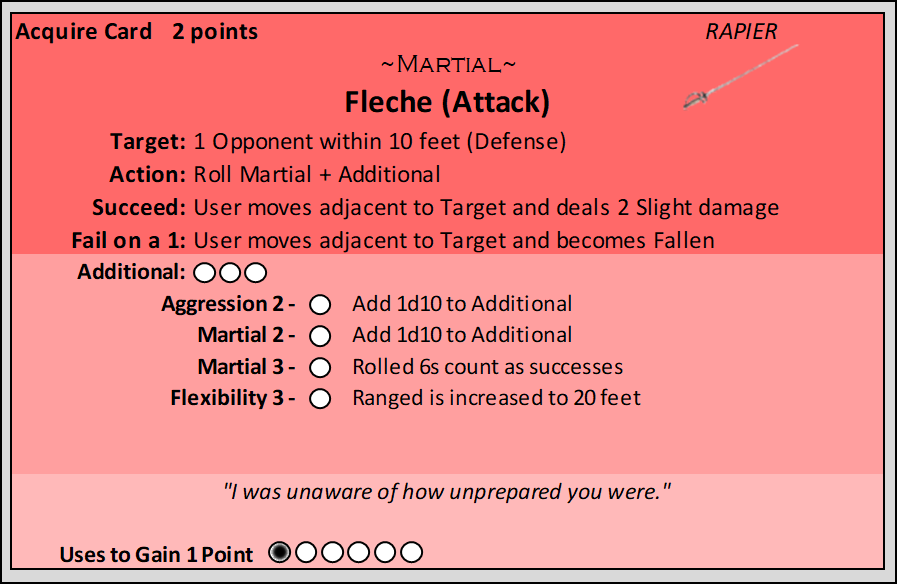 Acquire Card 2 points RAPIER
~MARTIAL~
Fleche (Attack)
Target: 1 Opponent within 10 feet (Defense)
Action: Roll Martial + Additional
Succeed: User moves adjacent to Target and deals 2 Slight damage
Fail on a 1: User moves adjacent to Target and becomes Fallen
Additional:
Aggression 2 - Add 1d10 to Additional
Martial 2 - Add 1d10 to Additional
Martial 3 - Rolled 6s count as successes
Flexibility 3 - Ranged is increased to 20 feet
"I was unaware of how unprepared you were."
Uses to Gain 1 Point